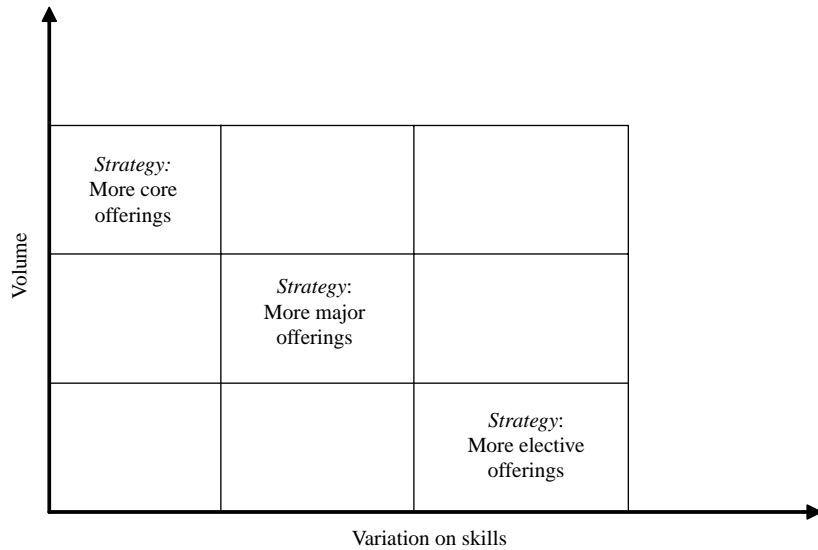 Strategy:
More core
offerings
Volume
Strategy:
More major
offerings
Strategy:
More elective
offerings
Variation on skills